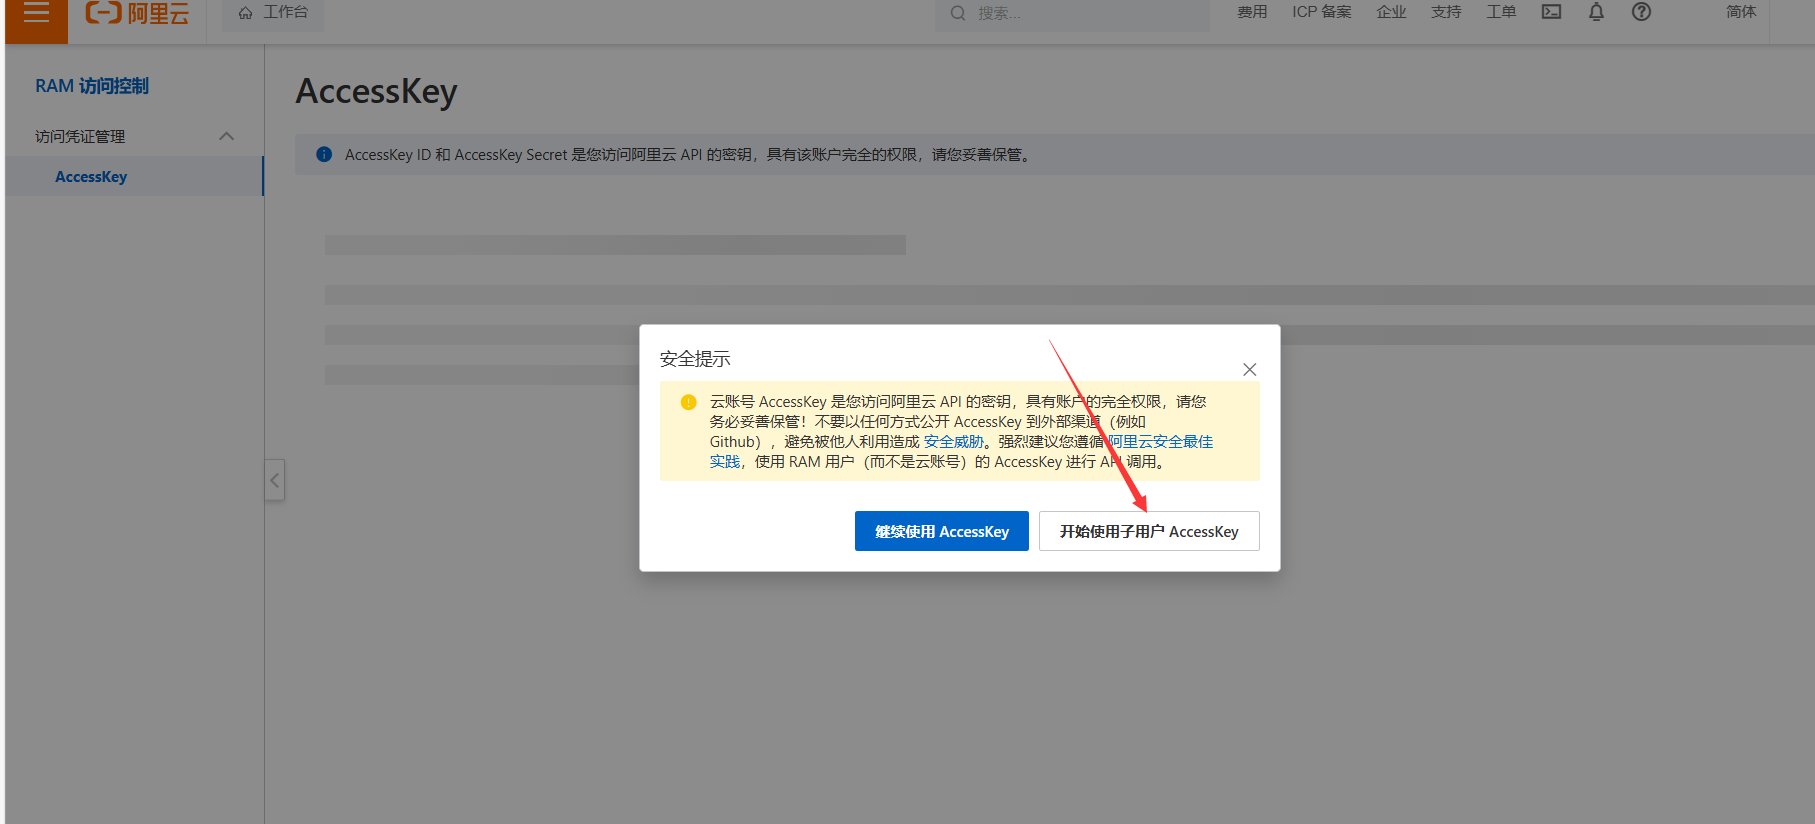 阿里云
工作台
搜索...
费用
ICP 备案
企业
支持
工单
简体
RAM 访问控制
访问凭证管理
AccessKey
AccessKey
AccessKey ID 和 AccessKey Secret 是您访问阿里云 API 的密钥，具有该账户完全的权限，请您妥善保管。
安全提示
云账号 AccessKey 是您访问阿里云 API 的密钥，具有账户的完全权限，请您
务必妥善保管！不要以任何方式公开 AccessKey 到外部渠道（例如
Github），避免被他人利用造成 安全威胁。强烈建议您遵循 阿里云安全最佳
实践，使用 RAM 用户（而不是云账号）的 AccessKey 进行 API 调用。
继续使用 AccessKey
开始使用子用户 AccessKey